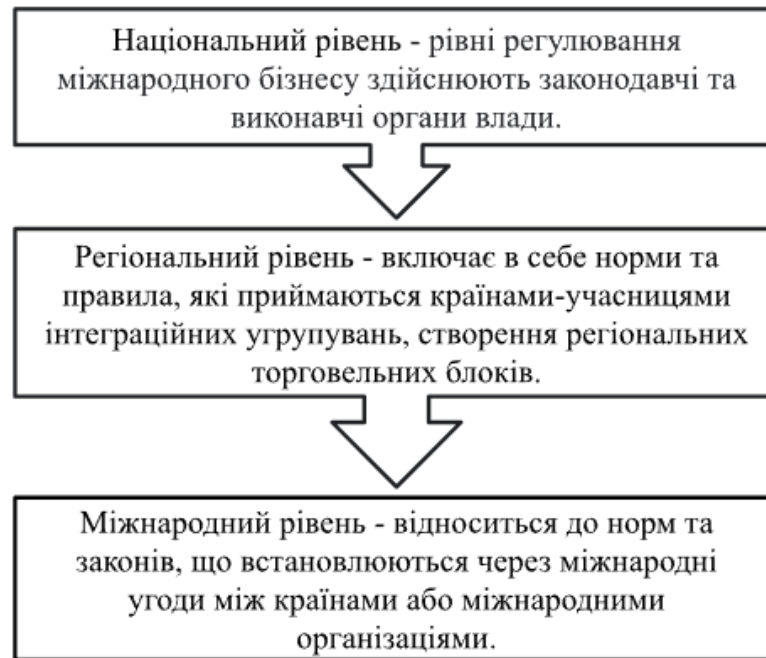 Національний рівень - рівні регулювання
міжнародного бізнесу здійснюють законодавчі та
виконавчі органи влади.
Регіональний рівень - включає в себе норми та
правила, які приймаються країнами-учасницями
інтеграційних угрупувань, створення регіональних
торговельних блоків.
Міжнародний рівень - відноситься до норм та
законів, що встановлюються через міжнародні
угоди між країнами або міжнародними
організаціями.